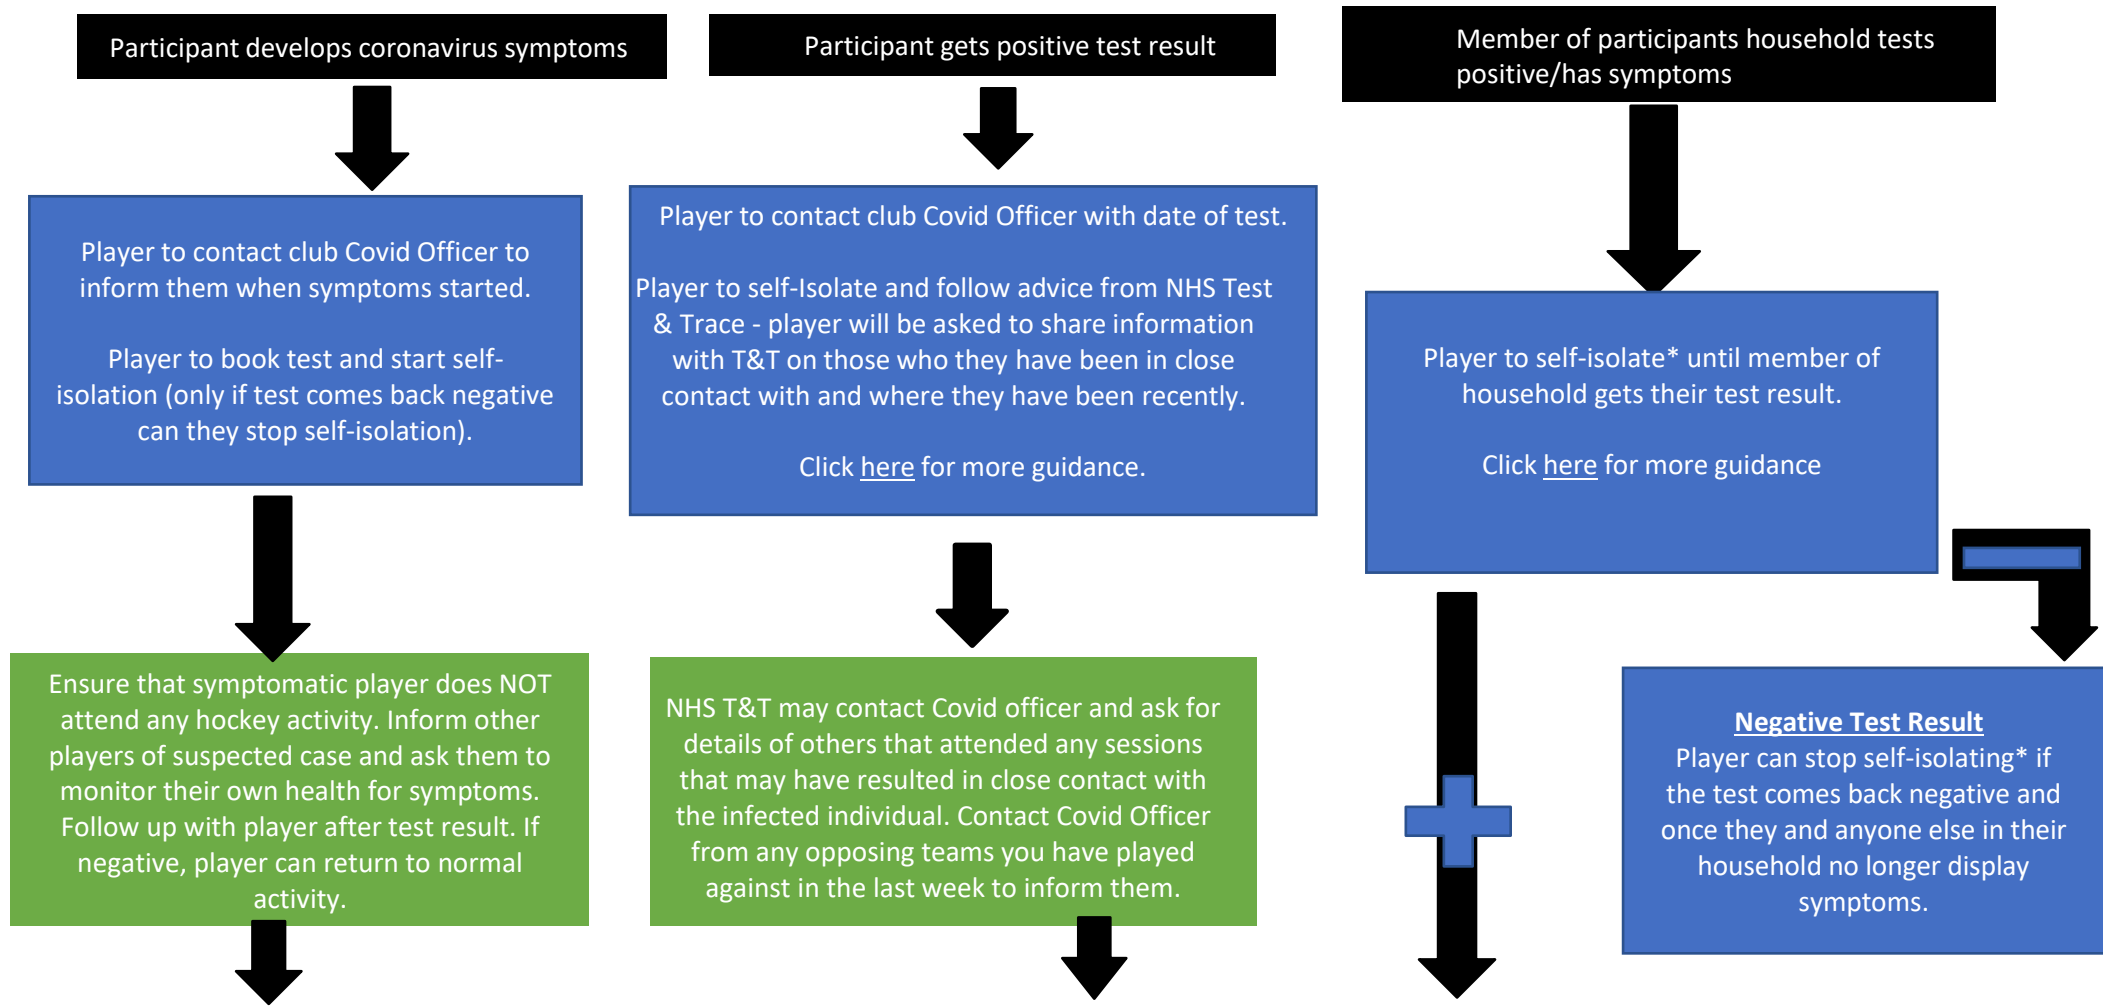 Participant develops coronavirus symptoms
Participant gets positive test result
Member of participants household tests
positive/has symptoms
Player to contact club Covid Officer to
inform them when symptoms started.
Player to book test and start self-
isolation (only if test comes back negative
can they stop self-isolation).
Player to contact club Covid Officer with date of test.
Player to self-Isolate and follow advice from NHS Test
& Trace - player will be asked to share information
with T&T on those who they have been in close
contact with and where they have been recently.
Click here for more guidance.
Player to self-isolate* until member of
household gets their test result.
Click here for more guidance
Ensure that symptomatic player does NOT
attend any hockey activity. Inform other
players of suspected case and ask them to
monitor their own health for symptoms.
Follow up with player after test result. If
negative, player can return to normal
activity.
NHS T&T may contact Covid officer and ask for
details of others that attended any sessions
that may have resulted in close contact with
the infected individual. Contact Covid Officer
from any opposing teams you have played
against in the last week to inform them.
Negative Test Result
Player can stop self-isolating* if
the test comes back negative and
once they and anyone else in their
household no longer display
symptoms.